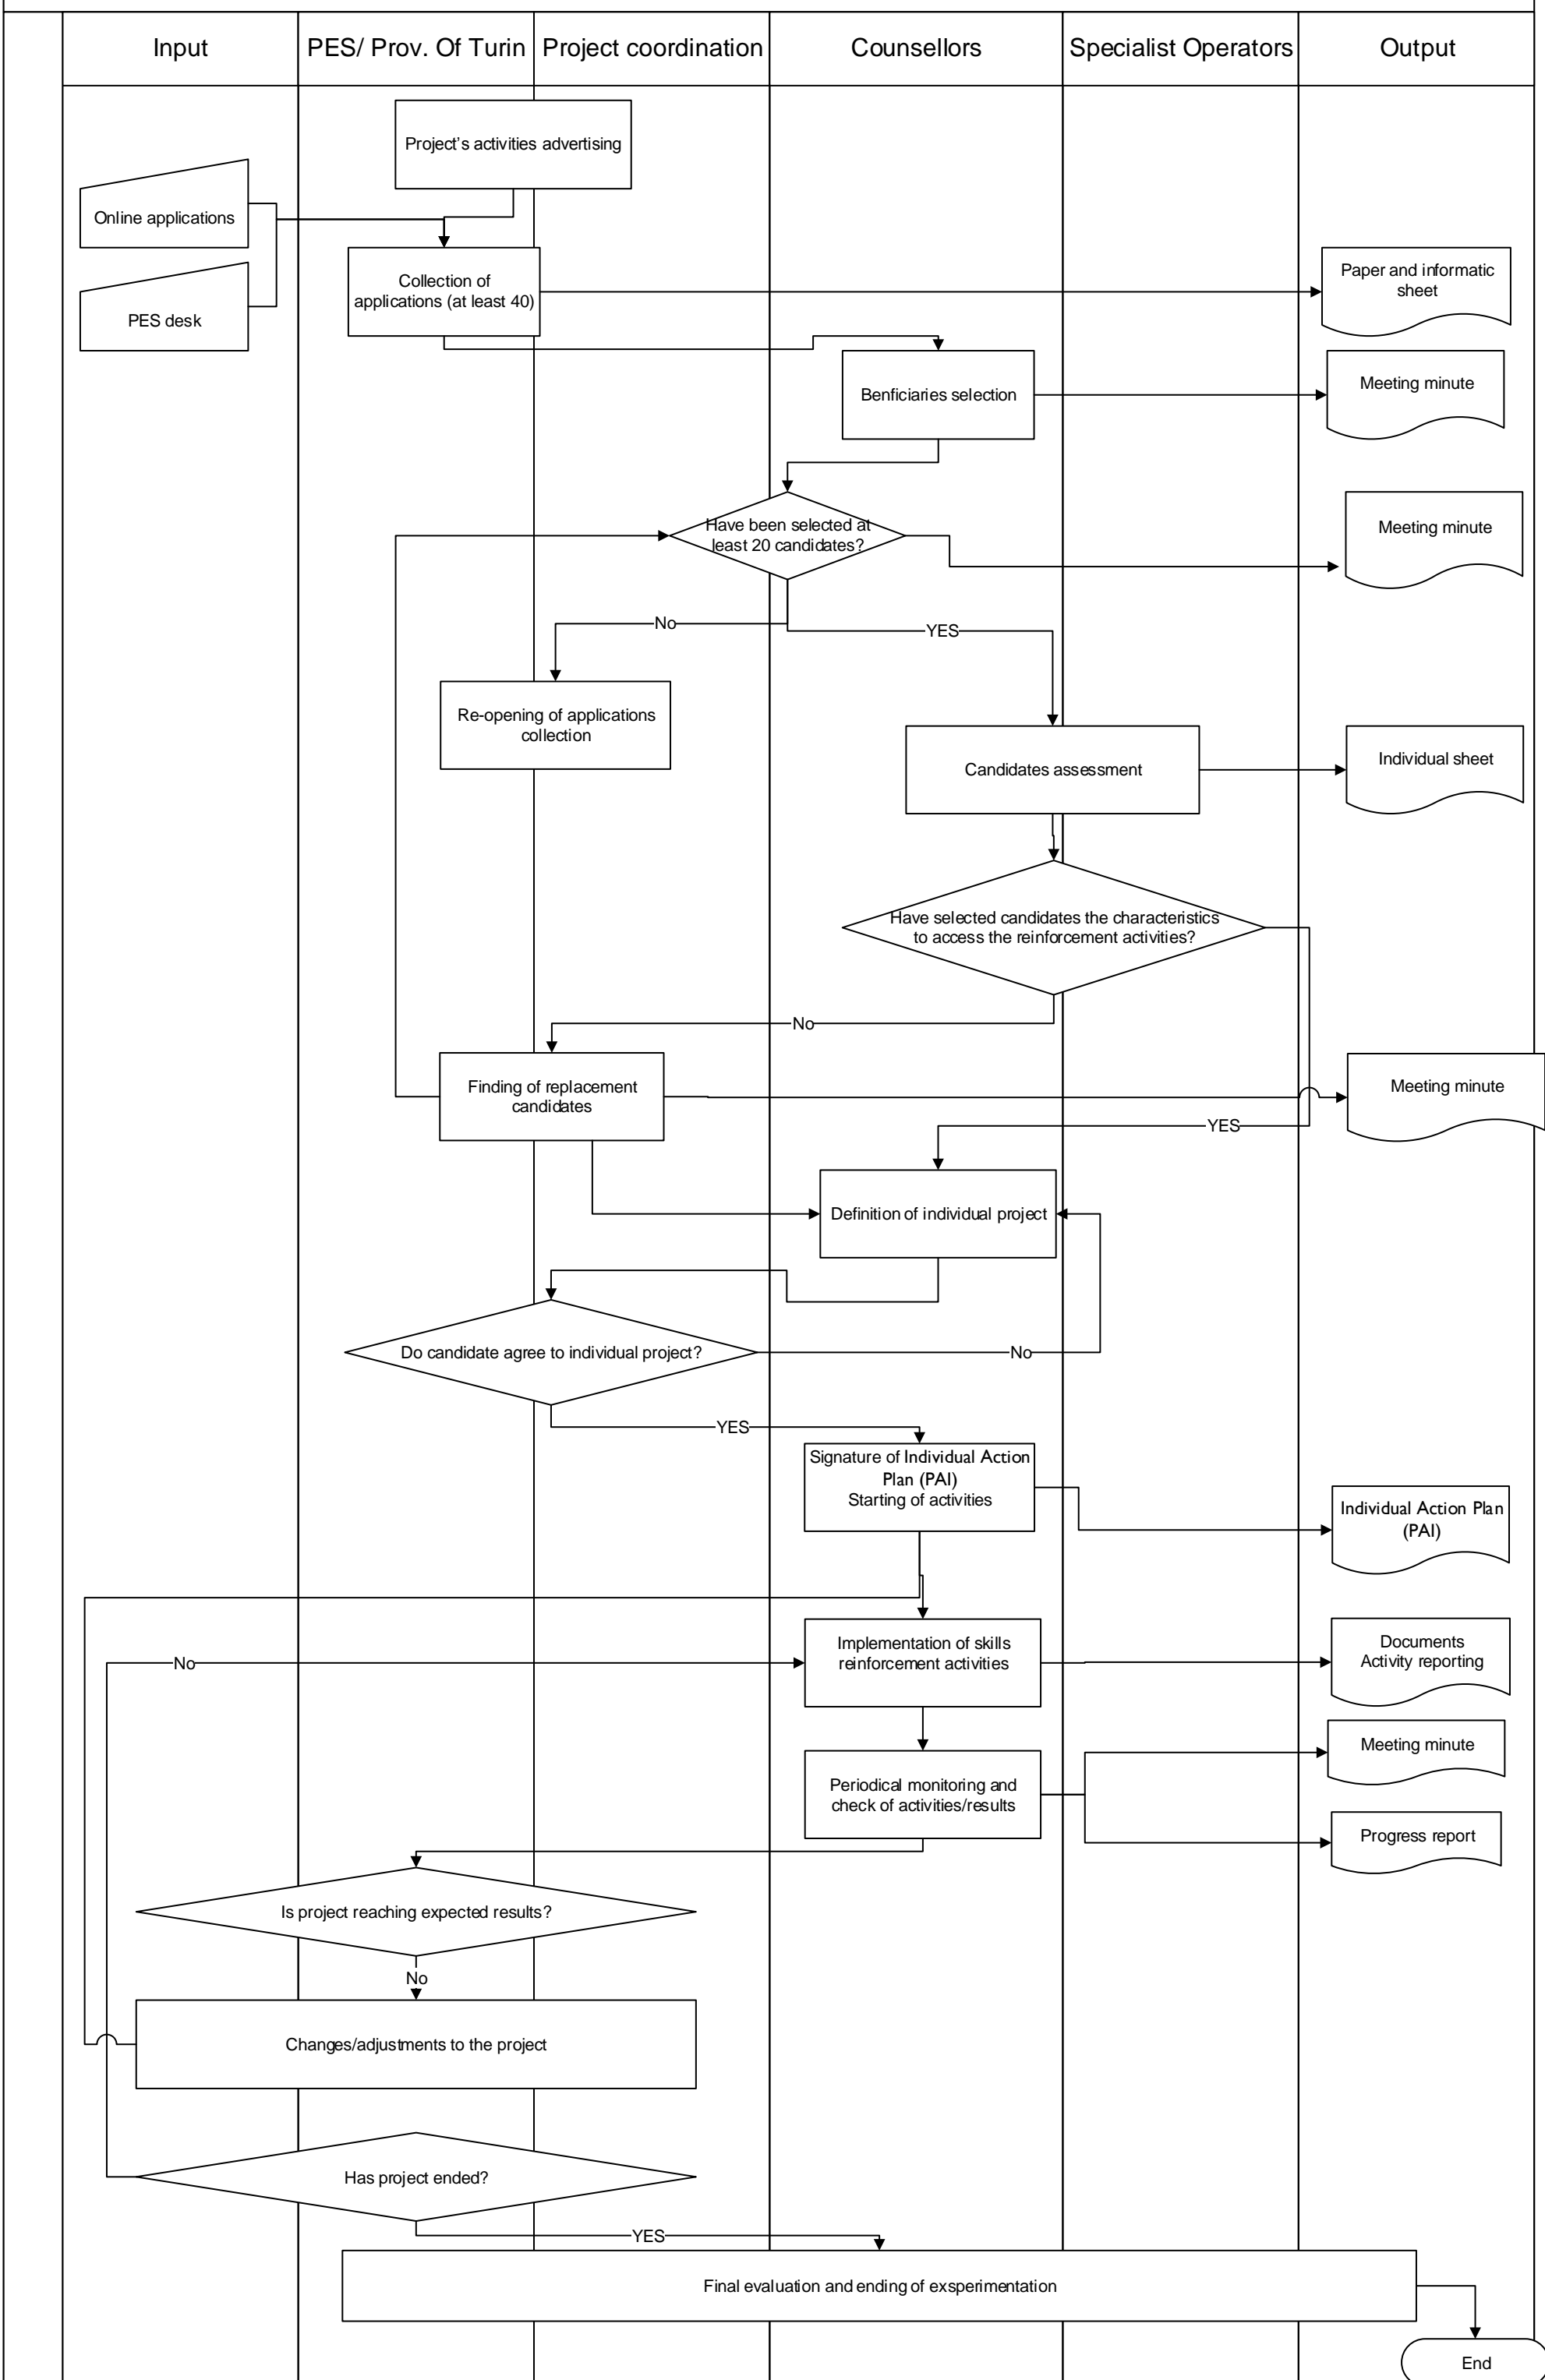 Input
PES/ Prov. Of Turin
Project coordination
Counsellors
Specialist Operators
Output
Project's activities advertising
Online applications
PES desk
Collection of
applications (at least 40)
Paper and informatic
sheet
Benficiaries selection
Meeting minute
Have been selected at
least 20 candidates?
Meeting minute
No
YES
Re-opening of applications
collection
Candidates assessment
Individual sheet
Have selected candidates the characteristics
to access the reinforcement activities?
No
Finding of replacement
candidates
Meeting minute
YES
Definition of individual project
Do candidate agree to individual project?
No
YES
Signature of Individual Action
Plan (PAI)
Starting of activities
Individual Action Plan
(PAI)
Implementation of skills
reinforcement activities
Documents
Activity reporting
No
Periodical monitoring and
check of activities/results
Meeting minute
Progress report
Is project reaching expected results?
No
Changes/adjustments to the project
Has project ended?
YES
Final evaluation and ending of exsperimentation
End